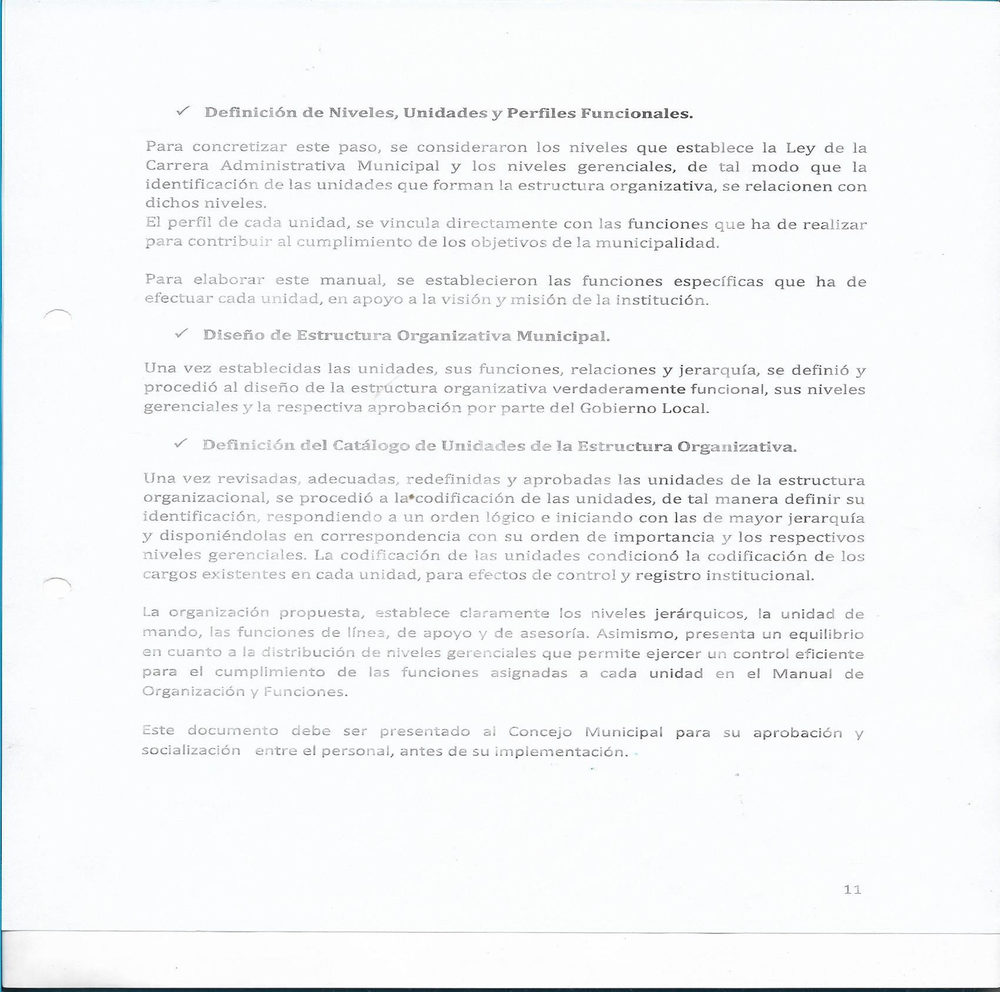 ✓ Definición de Niveles, Unidades y Perfiles Funcionales.
Para concretizar este paso, se consideraron los niveles que establece la Ley de la
Carrera Administrativa Municipal y los niveles gerenciales, de tal modo que la
identificación de las unidades que forman la estructura organizativa, se relacionen con
dichos niveles.
El perfil de cada unidad, se vincula directamente con las funciones que ha de realizar
para contribuir al cumplimiento de los objetivos de la municipalidad.
Para elaborar este manual, se establecieron las funciones específicas que ha de
efectuar cada unidad, en apoyo a la visión y misión de la institución.
✓ Diseño de Estructura Organizativa Municipal.
Una vez establecidas las unidades, sus funciones, relaciones y jerarquía, se definió y
procedió al diseño de la estructura organizativa verdaderamente funcional, sus niveles
gerenciales y la respectiva aprobación por parte del Gobierno Local.
✓ Definición del Catálogo de Unidades de la Estructura Organizativa.
Una vez revisadas, adecuadas, redefinidas y aprobadas las unidades de la estructura
organizacional, se procedió a la codificación de las unidades, de tal manera definir su
identificación, respondiendo a un orden lógico e iniciando con las de mayor jerarquía
y disponiéndolas en correspondencia con su orden de importancia y los respectivos
niveles gerenciales. La codificación de las unidades condicionó la codificación de los
cargos existentes en cada unidad, para efectos de control y registro institucional.
La organización propuesta, establece claramente los niveles jerárquicos, la unidad de
mando, las funciones de línea, de apoyo y de asesoría. Asimismo, presenta un equilibrio
en cuanto a la distribución de niveles gerenciales que permite ejercer un control eficiente
para el cumplimiento de las funciones asignadas a cada unidad en el Manual de
Organización y Funciones.
Este documento debe ser presentado al Concejo Municipal para su aprobación y
socialización entre el personal, antes de su implementación.
11